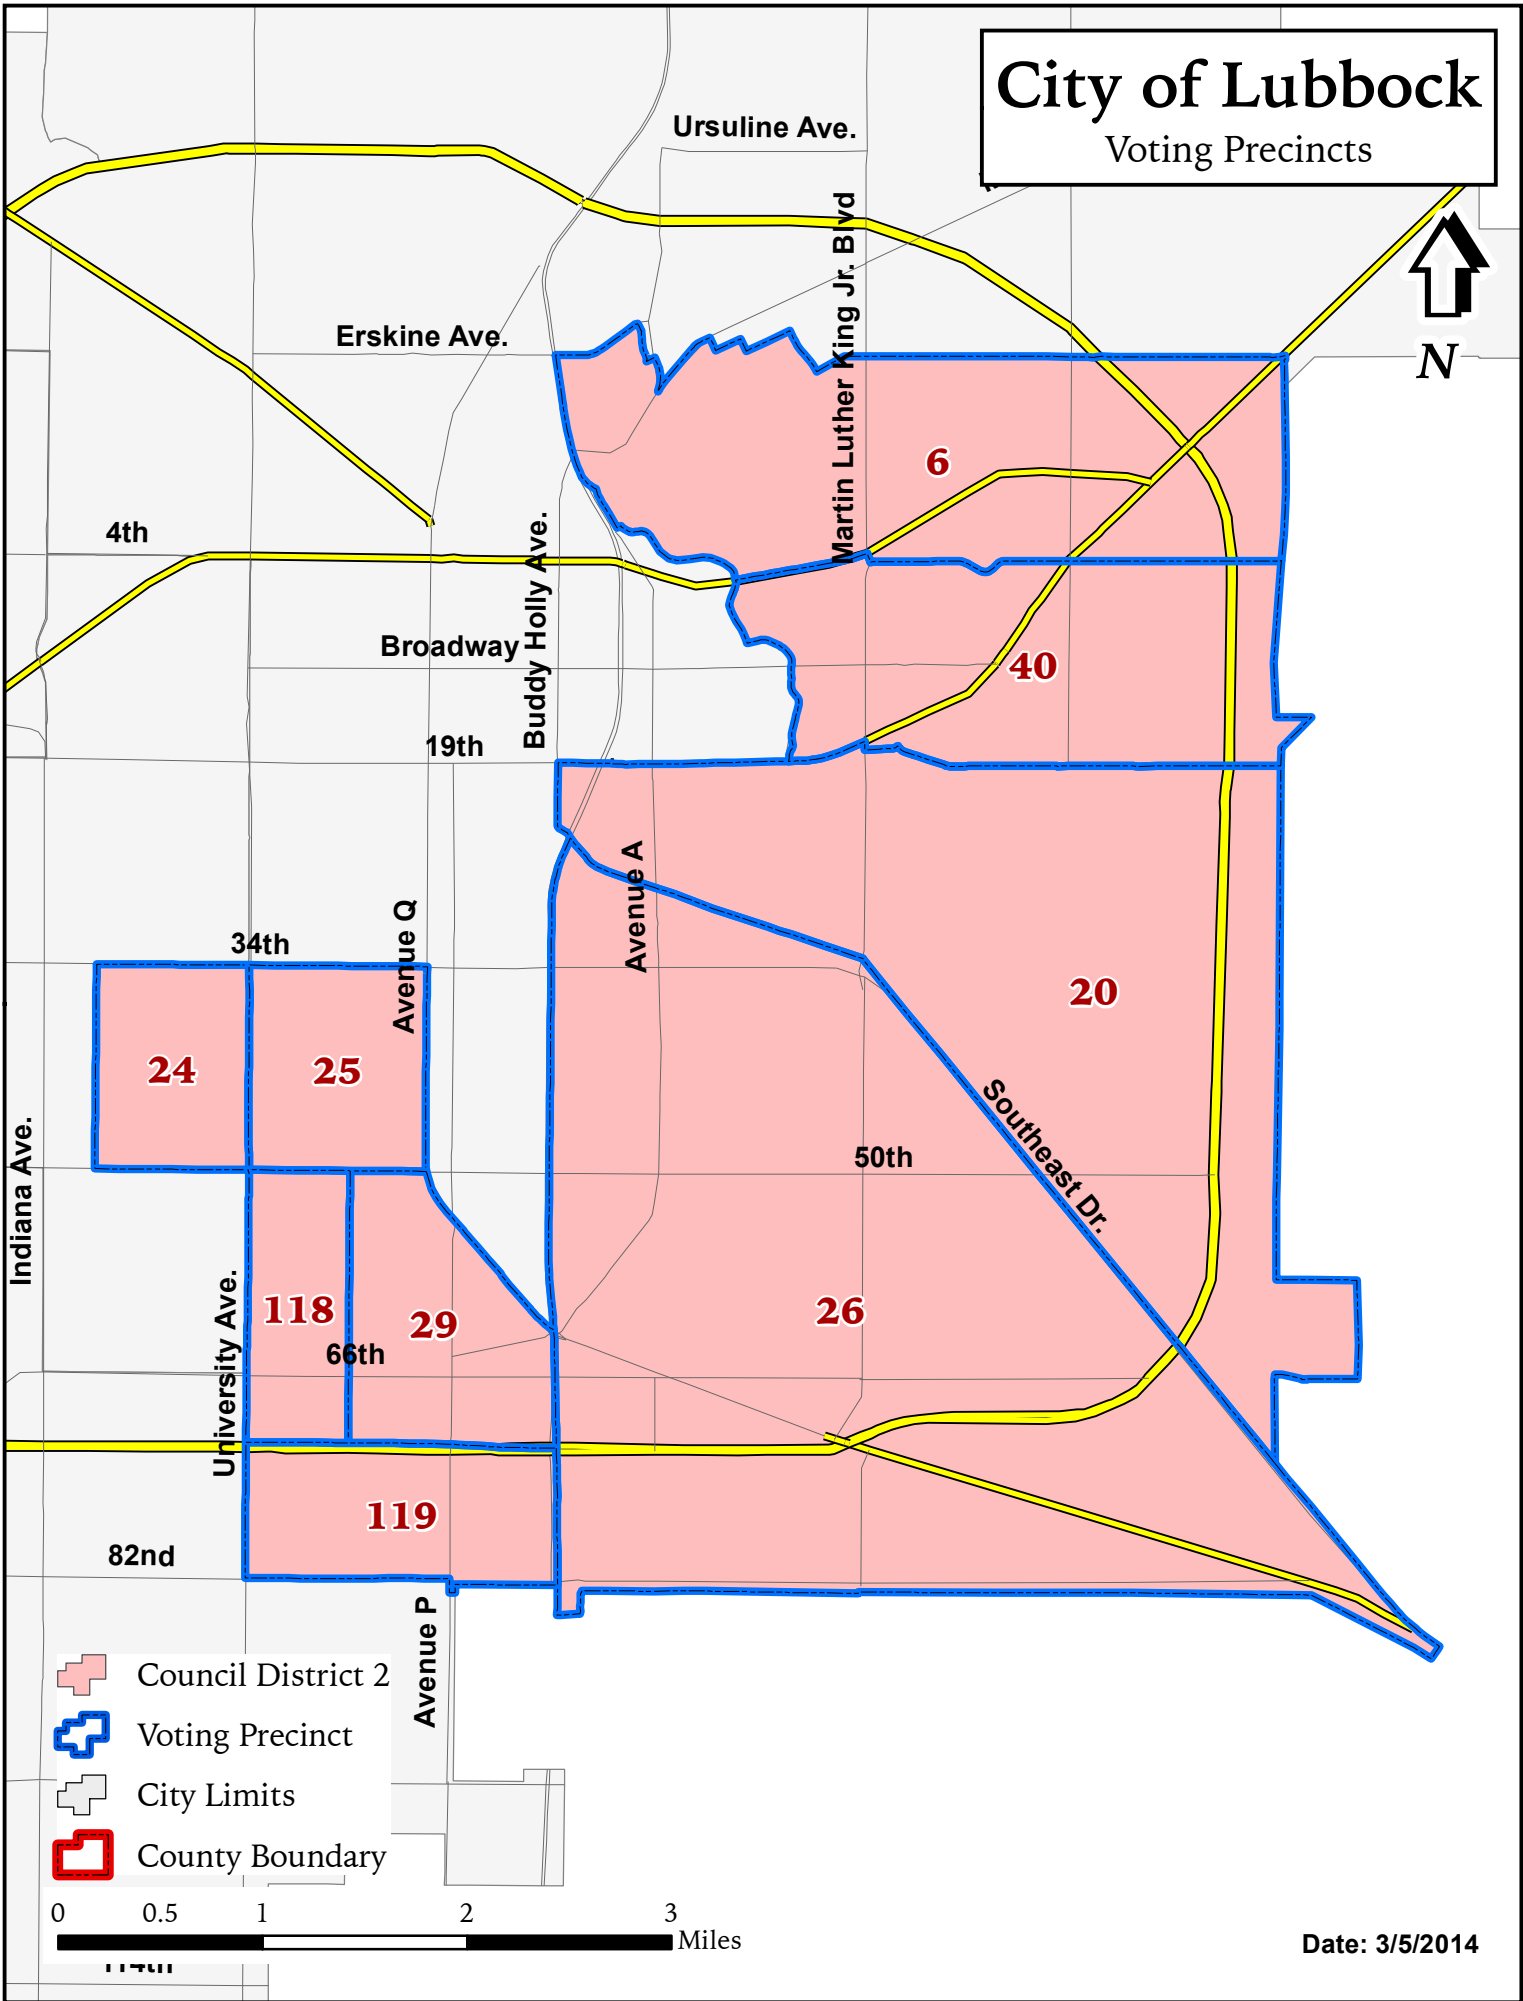 City of Lubbock
Voting Precincts
Ursuline Ave.
Martin Luther King Jr. Blvd
N
Erskine Ave.
6
4th
Buddy Holly Ave.
Broadway
40
19th
Avenue A
Avenue Q
34th
20
24
25
Southeast Dr.
50th
Indiana Ave.
University Ave.
118
29
26
66th
119
82nd
Avenue P
Council District 2
Voting Precinct
City Limits
County Boundary
0 0.5 1 2 3
Miles
Date: 3/5/2014
114th